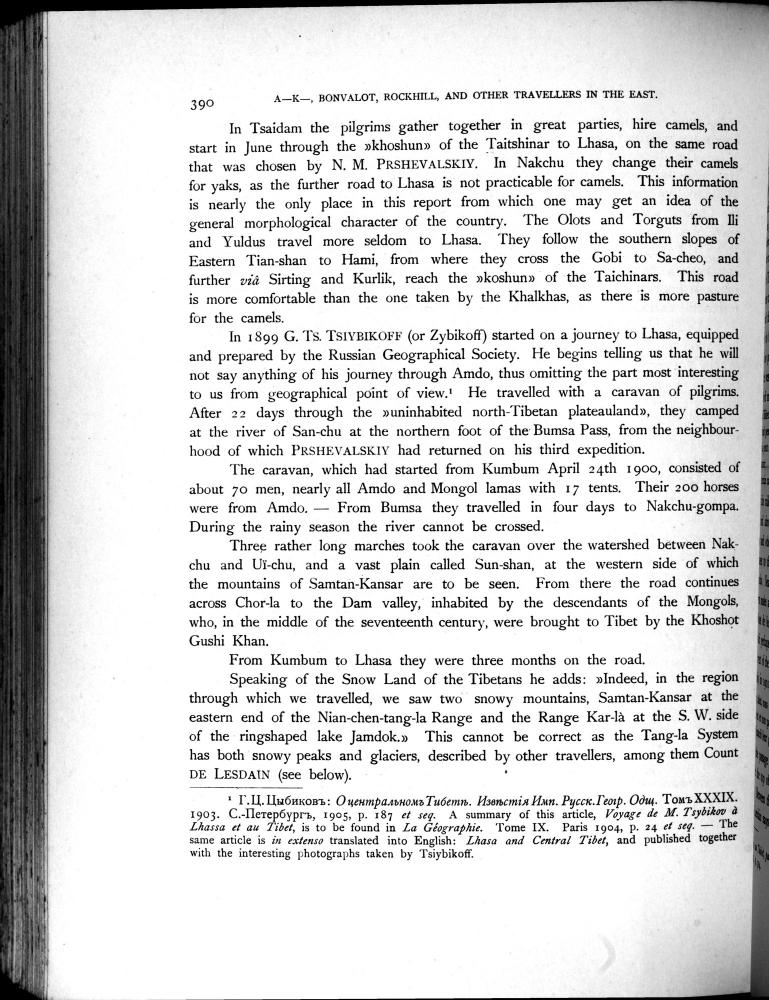 390
A—K—, BONVALOT, ROCKHILL, AND OTHER TRAVELLERS IN THE EAST.
In Tsaidam the pilgrims gather together in great parties, hire camels, and
start in June through the »khoshun» of the Taitshinar to Lhasa, on the same road
that was chosen by N. M. PRSHEVALSKIY. In Nakchu they change their camels
for yaks, as the further road to Lhasa is not practicable for camels. This information
is nearly the only place in this report from which one may get an idea of the
general morphological character of the country. The Olots and Torguts from Ili
and Yuldus travel more seldom to Lhasa. They follow the southern slopes of
Eastern Tian-shan to Hami, from where they cross the Gobi to Sa-cheo, and
further viâ Sirting and Kurlik, reach the »koshun» of the Taichinars. This road
is more comfortable than the one taken by the Khalkhas, as there is more pasture
for the camels.
In 1899 G. TS. TSIYBIKOFF (or Zybikoff) started on a journey to Lhasa, equipped
and prepared by the Russian Geographical Society. He begins telling us that he will
not say anything of his journey through Amdo, thus omitting the part most interesting
to us from geographical point of view.¹ He travelled with a caravan of pilgrims.
After 22 days through the »uninhabited north-Tibetan plateauland», they camped
at the river of San-chu at the northern foot of the Bumsa Pass, from the neighbour-
hood of which PRSHEVALSKIY had returned on his third expedition.
The caravan, which had started from Kumbum April 24th 1900, consisted of
about 70 men, nearly all Amdo and Mongol lamas with 17 tents. Their 200 horses
were from Amdo. — From Bumsa they travelled in four days to Nakchu-gompa.
During the rainy season the river cannot be crossed.
Three rather long marches took the caravan over the watershed between Nak-
chu and Uï-chu, and a vast plain called Sun-shan, at the western side of which
the mountains of Samtan-Kansar are to be seen. From there the road continues
across Chor-la to the Dam valley, inhabited by the descendants of the Mongols,
who, in the middle of the seventeenth century, were brought to Tibet by the Khoshot
Gushi Khan.
From Kumbum to Lhasa they were three months on the road.
Speaking of the Snow Land of the Tibetans he adds: »Indeed, in the region
through which we travelled, we saw two snowy mountains, Samtan-Kansar at the
eastern end of the Nian-chen-tang-la Range and the Range Kar-là at the S. W. side
of the ringshaped lake Jamdok.» This cannot be correct as the Tang-la System
has both snowy peaks and glaciers, described by other travellers, among them Count
DE LESDAIN (see below).
¹ Г.Ц. Цыбиковъ: О центральномъ Тибетѣ. Извѣстія Имп. Русск. Геогр. Общ. Томъ XXXIX.
1903. С.-Петербургъ, 1905, p. 187 et seq. A summary of this article, Voyage de M. Tsybikov à
Lhassa et au Tibet, is to be found in La Géographie. Tome IX. Paris 1904, p. 24 et seq. — The
same article is in extenso translated into English: Lhasa and Central Tibet, and published together
with the interesting photographs taken by Tsiybikoff.